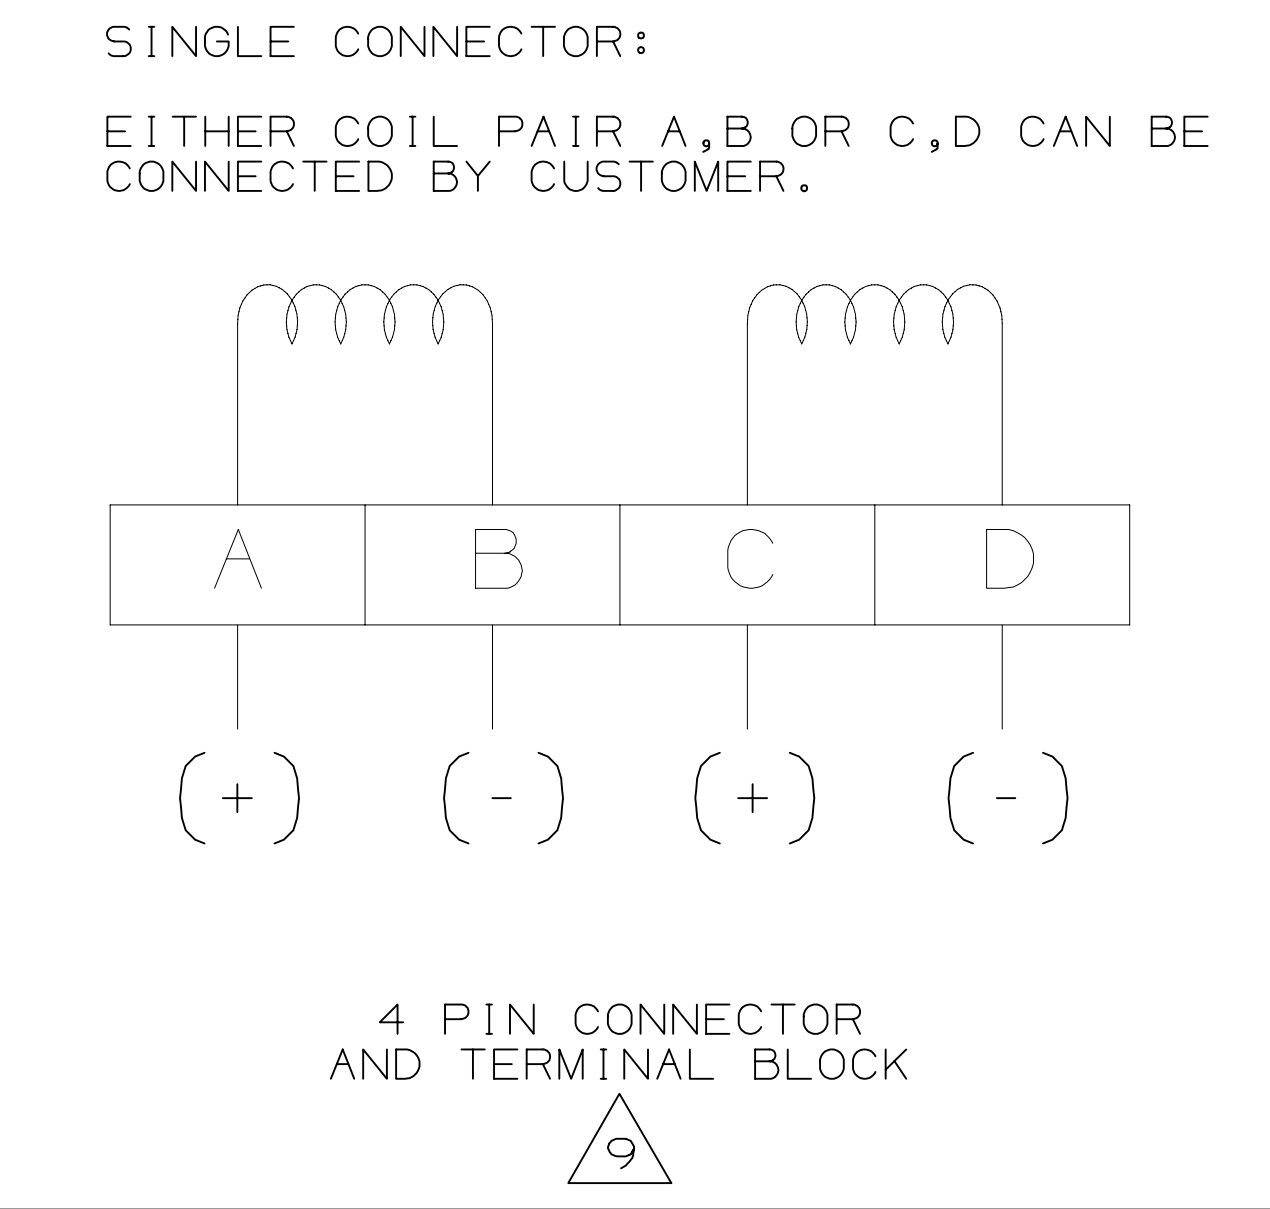 SINGLE CONNECTOR:
EITHER COIL PAIR A,B OR C,D CAN BE
CONNECTED BY CUSTOMER.
A B C D
(+) (-) (+) (-)
4 PIN CONNECTOR
AND TERMINAL BLOCK
9